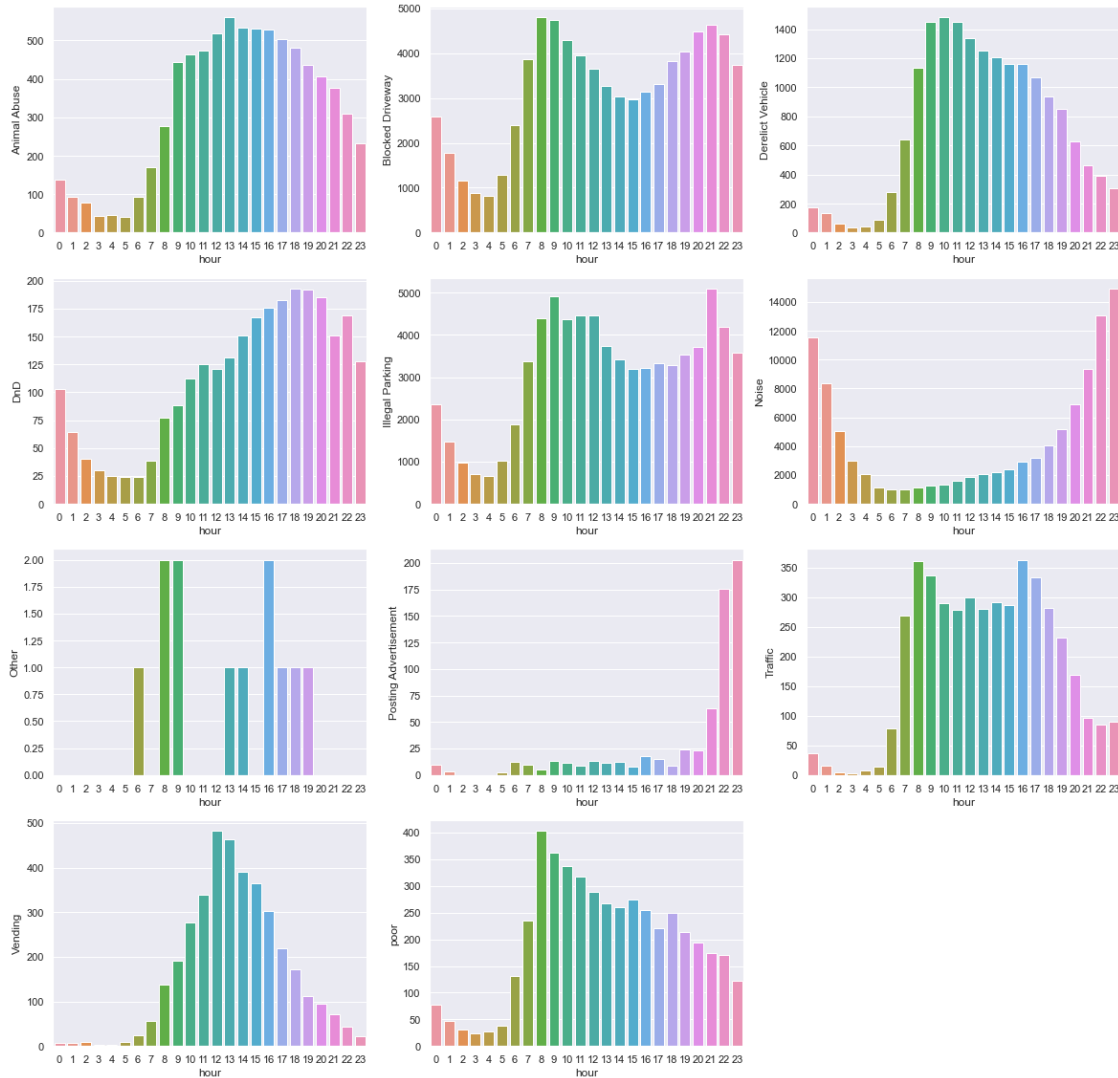 500
400
300
200
100
0
Animal Abuse
0 1 2 3 4 5 6 7 8 9 10 11 12 13 14 15 16 17 18 19 20 21 22 23
hour
5000
4000
3000
2000
1000
0
Blocked Driveway
0 1 2 3 4 5 6 7 8 9 10 11 12 13 14 15 16 17 18 19 20 21 22 23
hour
1400
1200
1000
800
600
400
200
0
Derelict Vehicle
0 1 2 3 4 5 6 7 8 9 10 11 12 13 14 15 16 17 18 19 20 21 22 23
hour
200
175
150
125
100
75
50
25
0
DnD
0 1 2 3 4 5 6 7 8 9 10 11 12 13 14 15 16 17 18 19 20 21 22 23
hour
5000
4000
3000
2000
1000
0
Illegal Parking
0 1 2 3 4 5 6 7 8 9 10 11 12 13 14 15 16 17 18 19 20 21 22 23
hour
14000
12000
10000
8000
6000
4000
2000
0
Noise
0 1 2 3 4 5 6 7 8 9 10 11 12 13 14 15 16 17 18 19 20 21 22 23
hour
2.00
1.75
1.50
1.25
1.00
0.75
0.50
0.25
0.00
Other
0 1 2 3 4 5 6 7 8 9 10 11 12 13 14 15 16 17 18 19 20 21 22 23
hour
200
175
150
125
100
75
50
25
0
Posting Advertisement
0 1 2 3 4 5 6 7 8 9 10 11 12 13 14 15 16 17 18 19 20 21 22 23
hour
350
300
250
200
150
100
50
0
Traffic
0 1 2 3 4 5 6 7 8 9 10 11 12 13 14 15 16 17 18 19 20 21 22 23
hour
500
400
300
200
100
0
Vending
0 1 2 3 4 5 6 7 8 9 10 11 12 13 14 15 16 17 18 19 20 21 22 23
hour
400
350
300
250
200
150
100
50
0
poor
0 1 2 3 4 5 6 7 8 9 10 11 12 13 14 15 16 17 18 19 20 21 22 23
hour